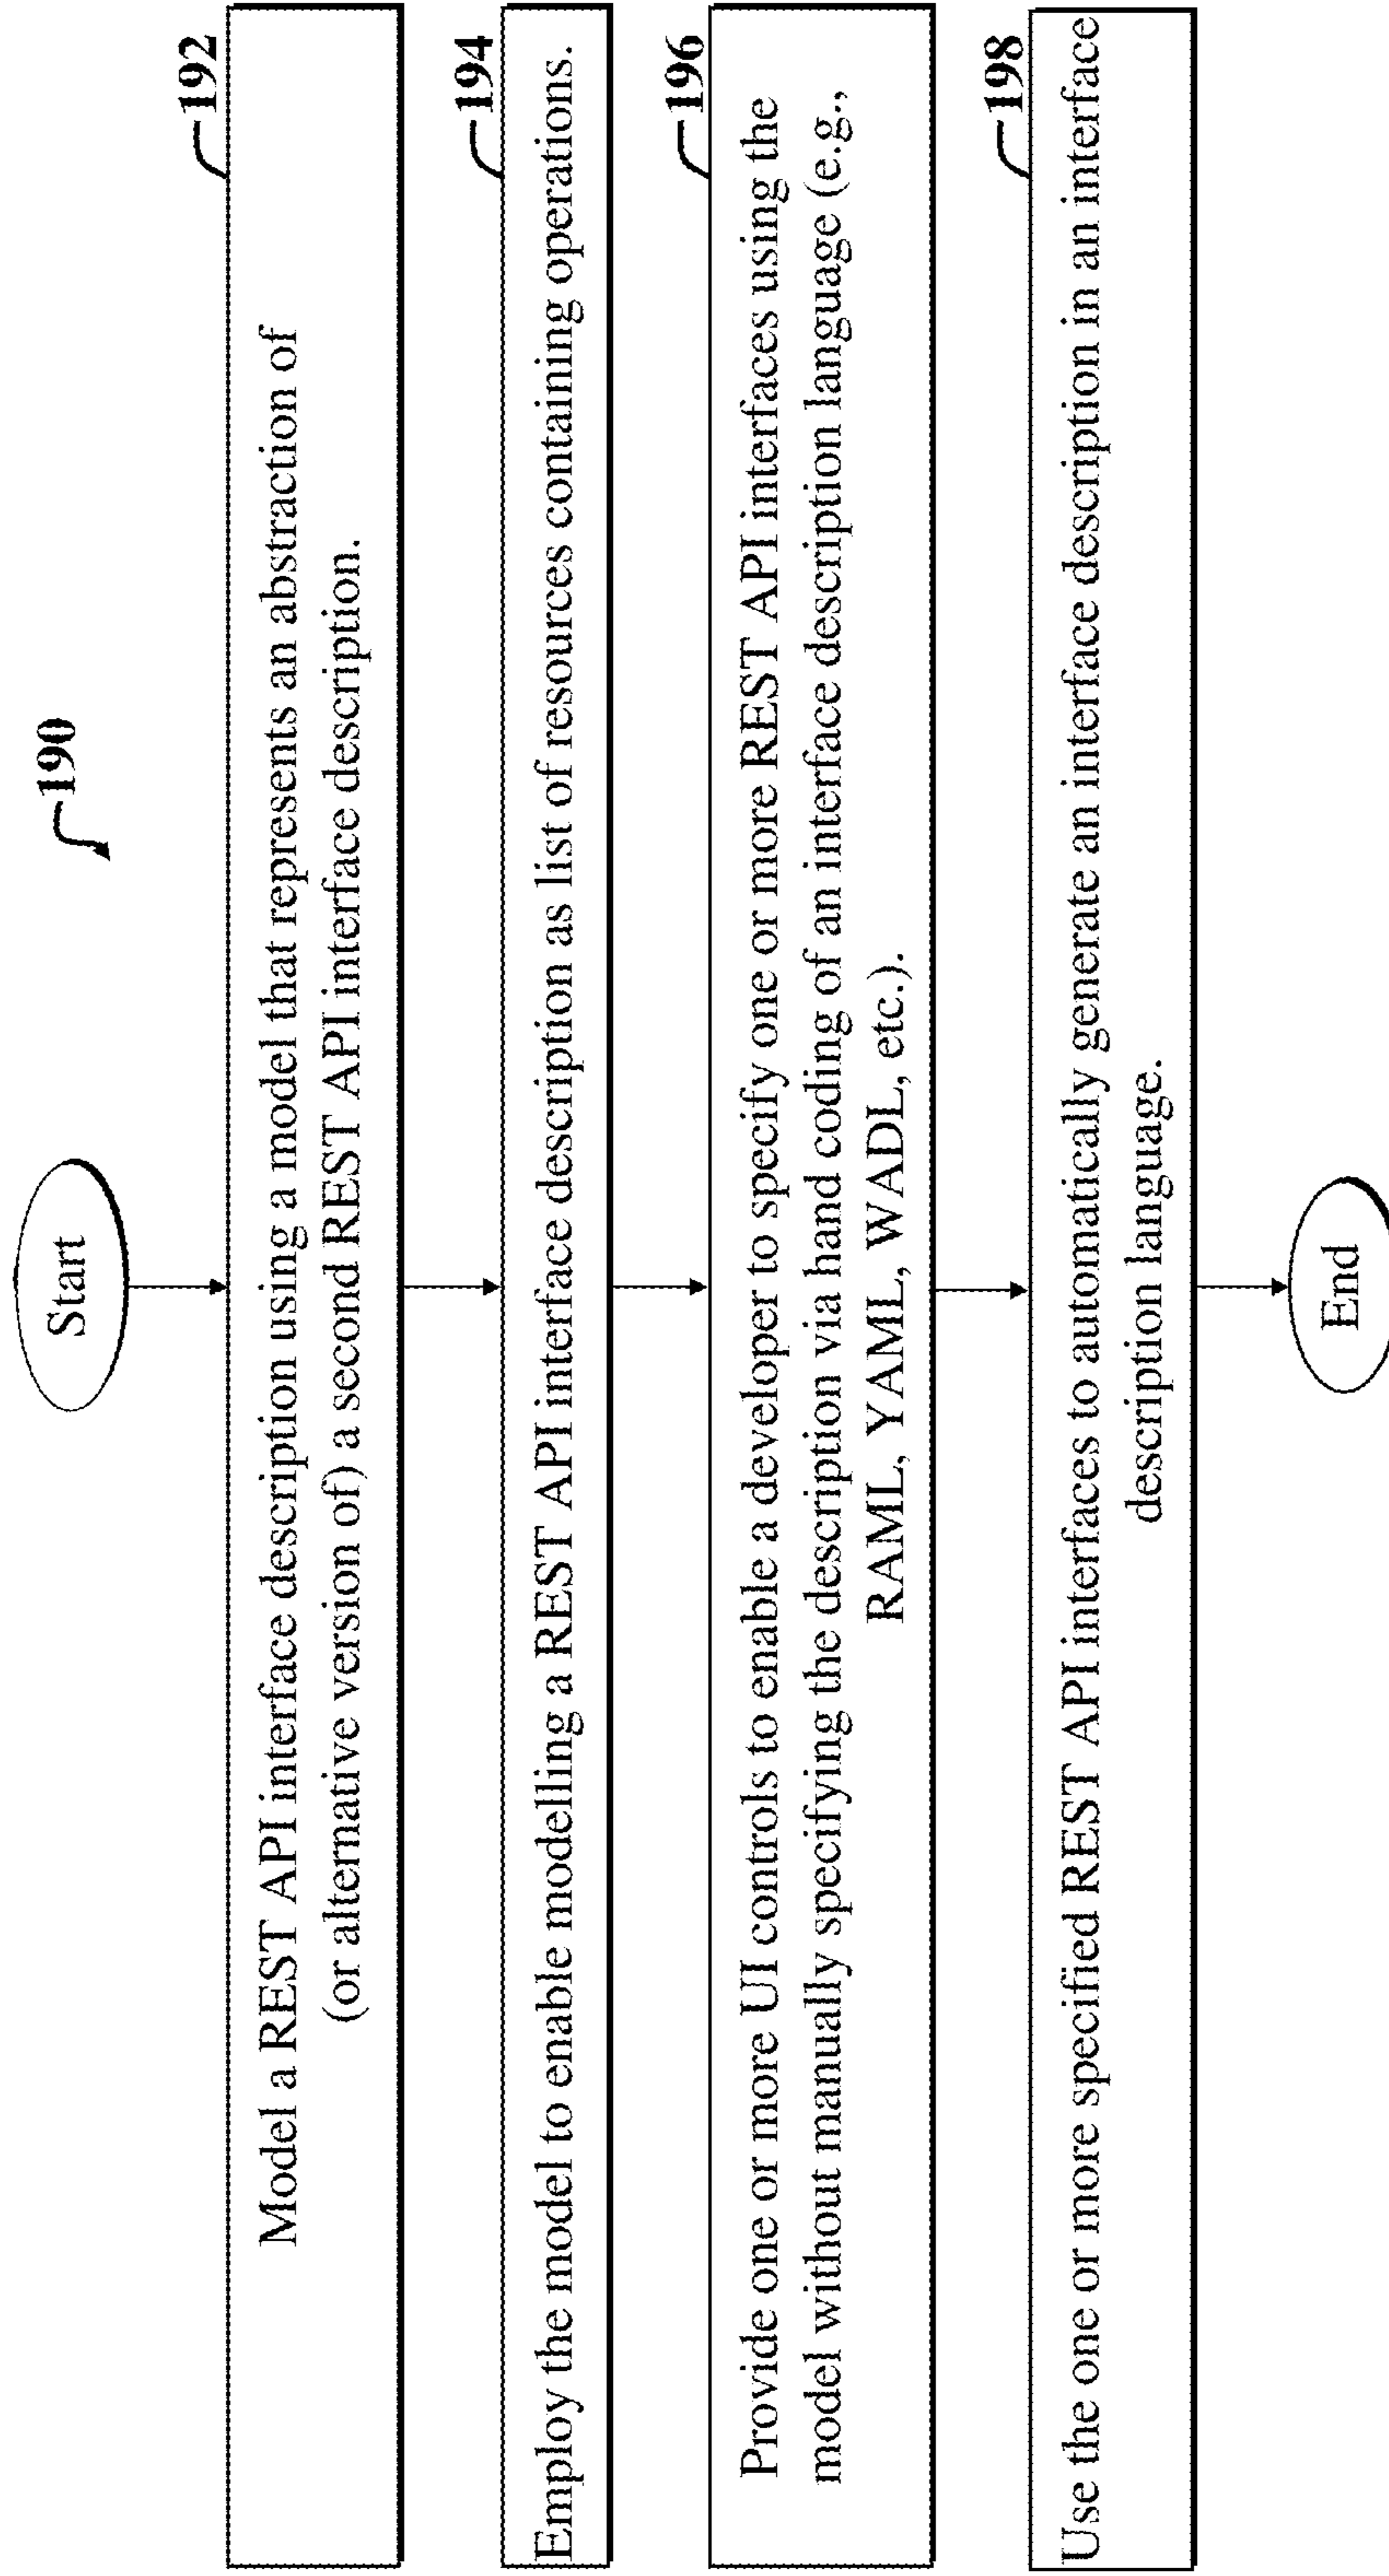 190
Start
192
Model a REST API interface description using a model that represents an abstraction of
(or alternative version of) a second REST API interface description.
194
Employ the model to enable modelling a REST API interface description as list of resources containing operations.
196
Provide one or more UI controls to enable a developer to specify one or more REST API interfaces using the
model without manually specifying the description via hand coding of an interface description language (e.g.,
RAML, YAML, WADL, etc.).
198
Use the one or more specified REST API interfaces to automatically generate an interface description in an interface
description language.
End